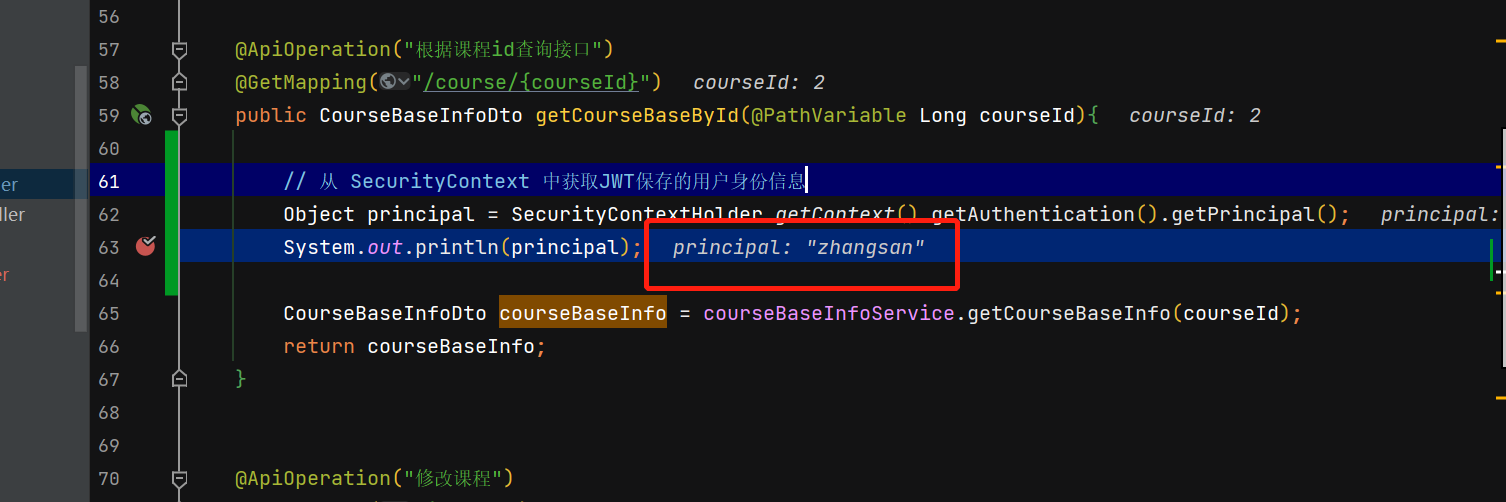 56
57 @ApiOperation("根据课程id查询接口")
58 @GetMapping("/course/{courseId}") courseId: 2
59 public CourseBaseInfoDto getCourseBaseById(@PathVariable Long courseId){ courseId: 2
60
er 61 // 从 SecurityContext 中获取JWT保存的用户身份信息
ller 62 Object principal = SecurityContextHolder.getContext().getAuthentication().getPrincipal(); principal:
63 System.out.println(principal); principal: "zhangsan"
er 64
65 CourseBaseInfoDto courseBaseInfo = courseBaseInfoService.getCourseBaseInfo(courseId);
66 return courseBaseInfo;
67 }
68
69
70 @ApiOperation("修改课程")